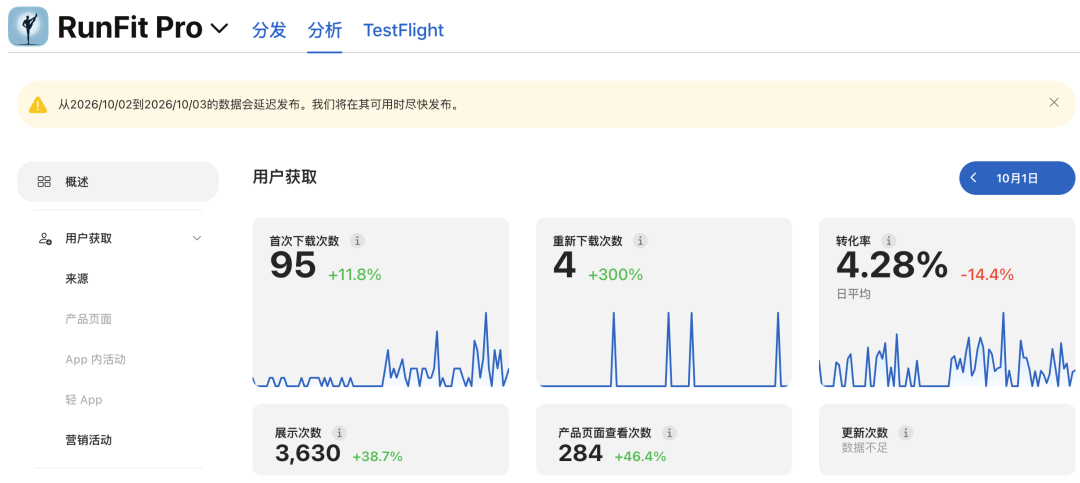 RunFit Pro 分发 分析 TestFlight
从2026/10/02到2026/10/03的数据会延迟发布。我们将在其可用时尽快发布。
概述
用户获取
来源
产品页面
App 内活动
轻 App
营销活动
用户获取
10月1日
首次下载次数 i
95 +11.8%
重新下载次数 i
4 +300%
转化率 i
4.28% -14.4%
日平均
展示次数 i
3,630 +38.7%
产品页面查看次数 i
284 +46.4%
更新次数 i
数据不足